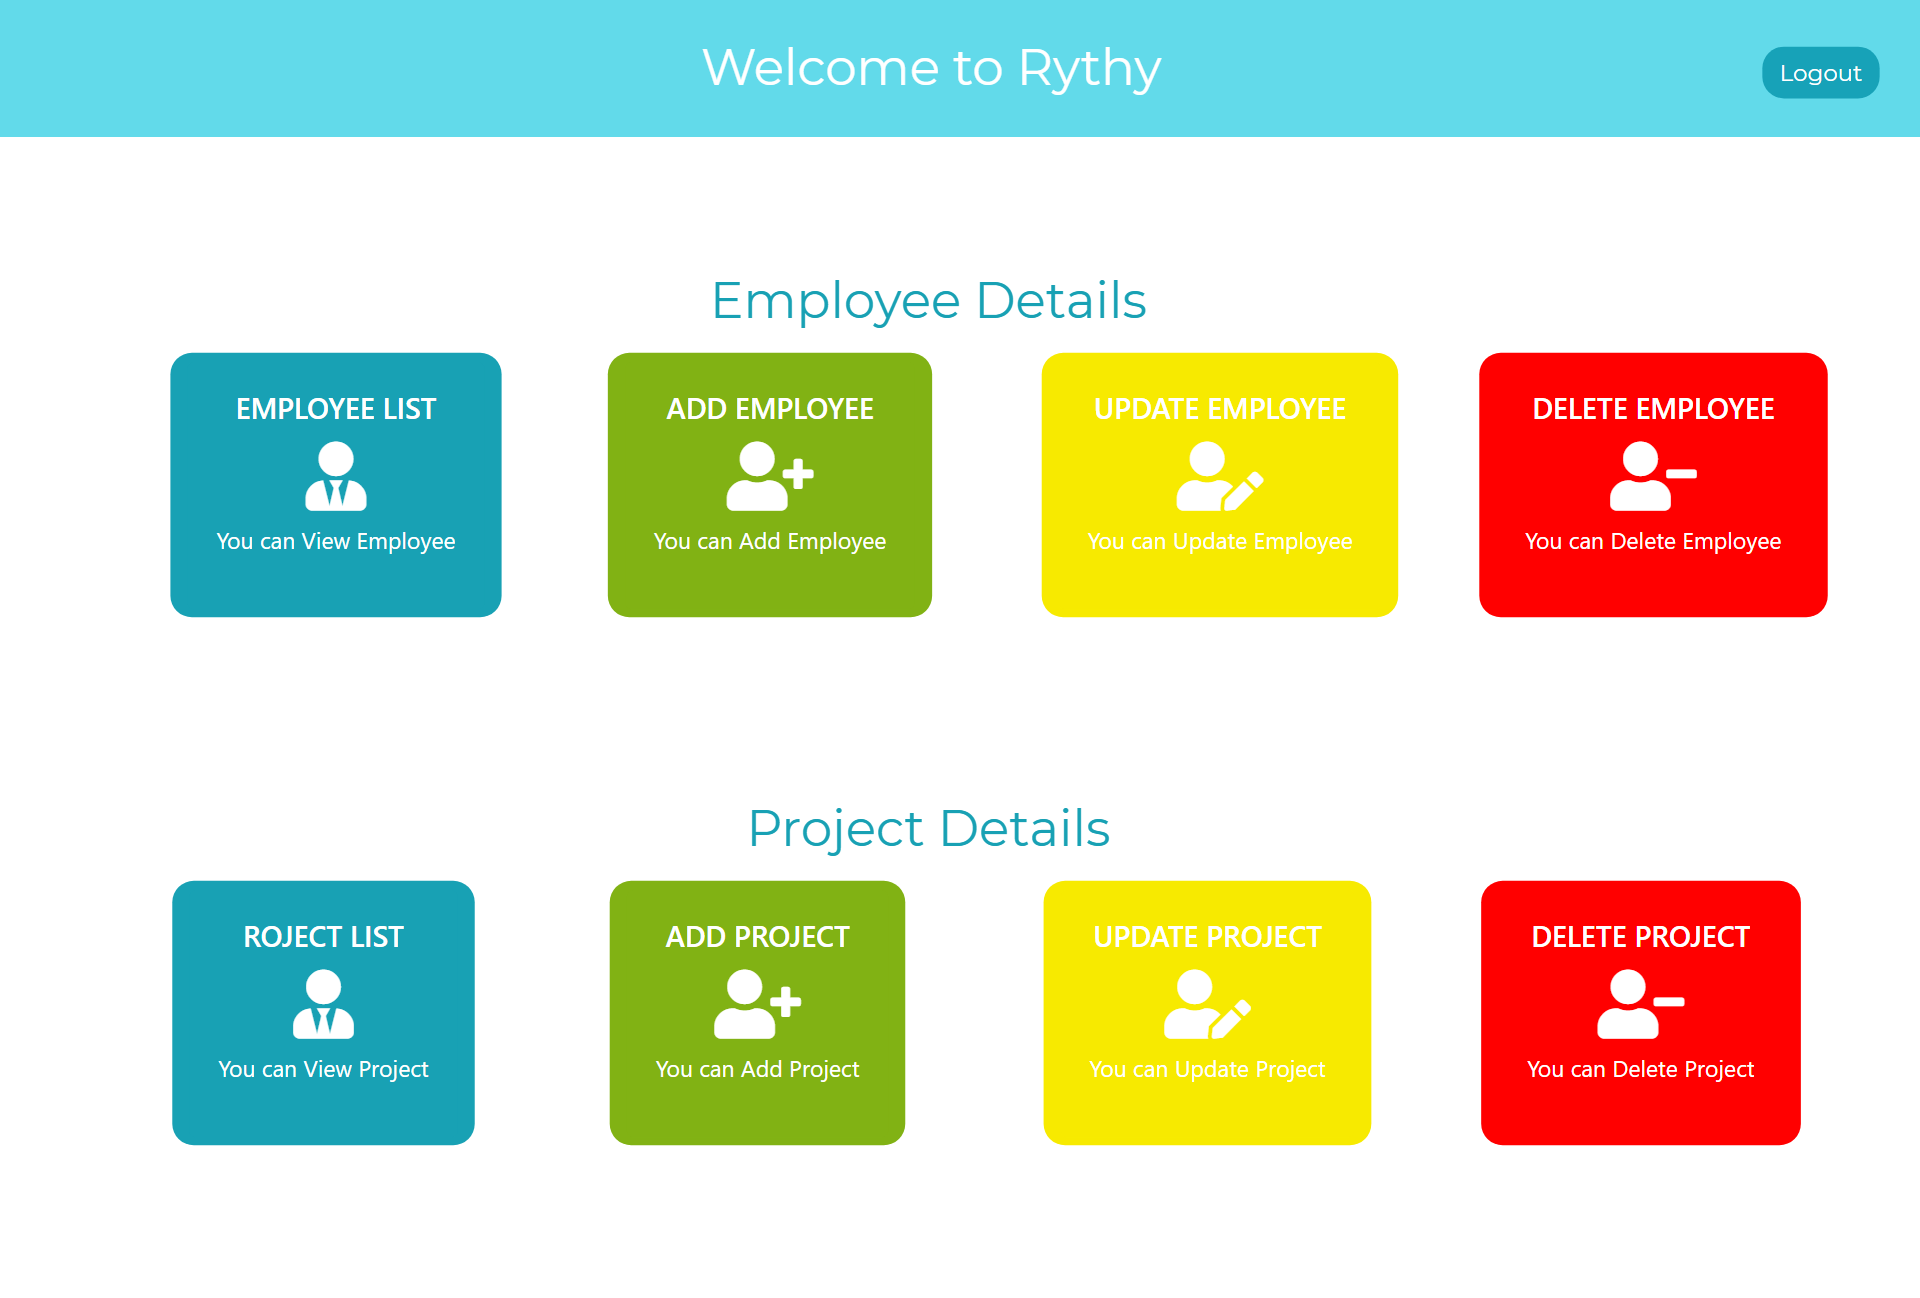 Welcome to Rythy
Logout
Employee Details
EMPLOYEE LIST
You can View Employee
ADD EMPLOYEE
You can Add Employee
UPDATE EMPLOYEE
You can Update Employee
DELETE EMPLOYEE
You can Delete Employee
Project Details
ROJECT LIST
You can View Project
ADD PROJECT
You can Add Project
UPDATE PROJECT
You can Update Project
DELETE PROJECT
You can Delete Project